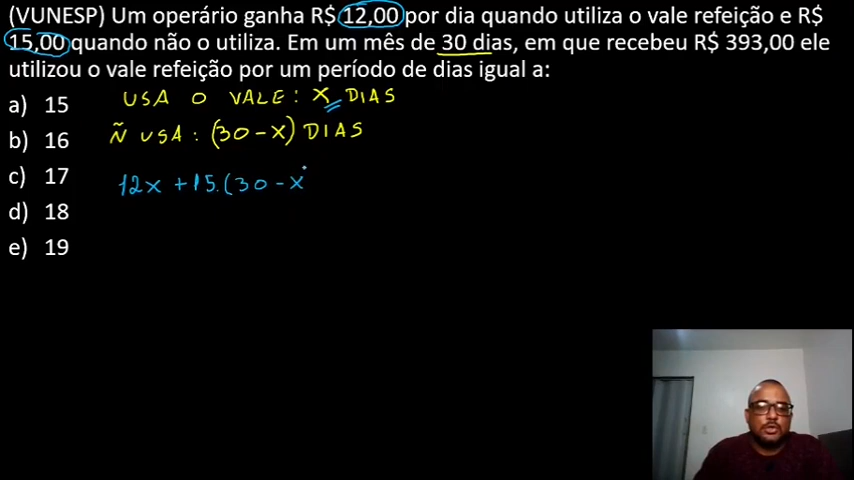 (VUNESP) Um operário ganha R$ 12,00 por dia quando utiliza o vale refeição e R$
15,00 quando não o utiliza. Em um mês de 30 dias, em que recebeu R$ 393,00 ele
utilizou o vale refeição por um período de dias igual a:
a) 15
USA O VALE: X DIAS
b) 16
Ñ USA: (30-X) DIAS
c) 17
12x + 15.(30-x
d) 18
e) 19